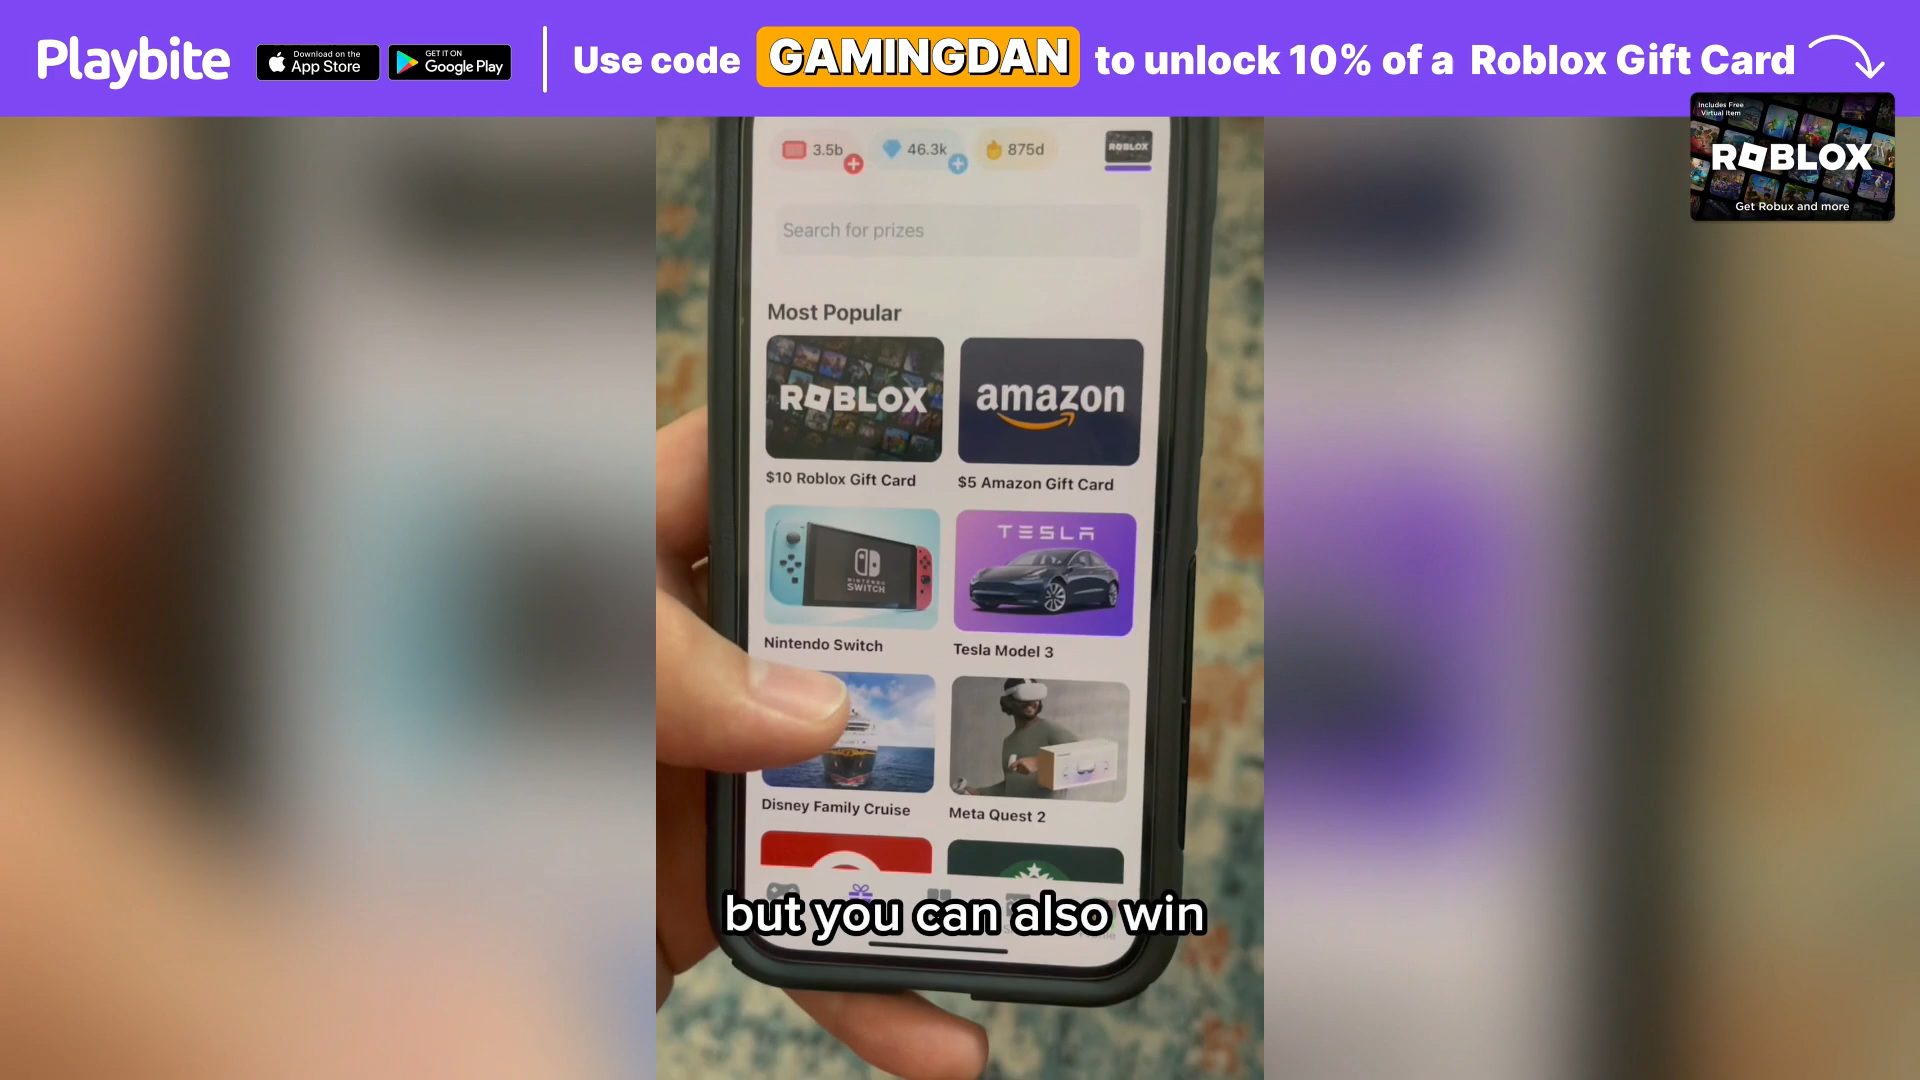 Playbite
Download on the
App Store
GET IT ON
Google Play
Use code GAMINGDAN to unlock 10% of a Roblox Gift Card
Includes Free
Virtual Item
ROBLOX
Get Robux and more
3.5b
46.3k
875d
ROBLOX
Search for prizes
Most Popular
ROBLOX
amazon
$10 Roblox Gift Card
$5 Amazon Gift Card
NINTENDO
SWITCH
TESLA
Nintendo Switch
Tesla Model 3
Disney Family Cruise
Meta Quest 2
but you can also win